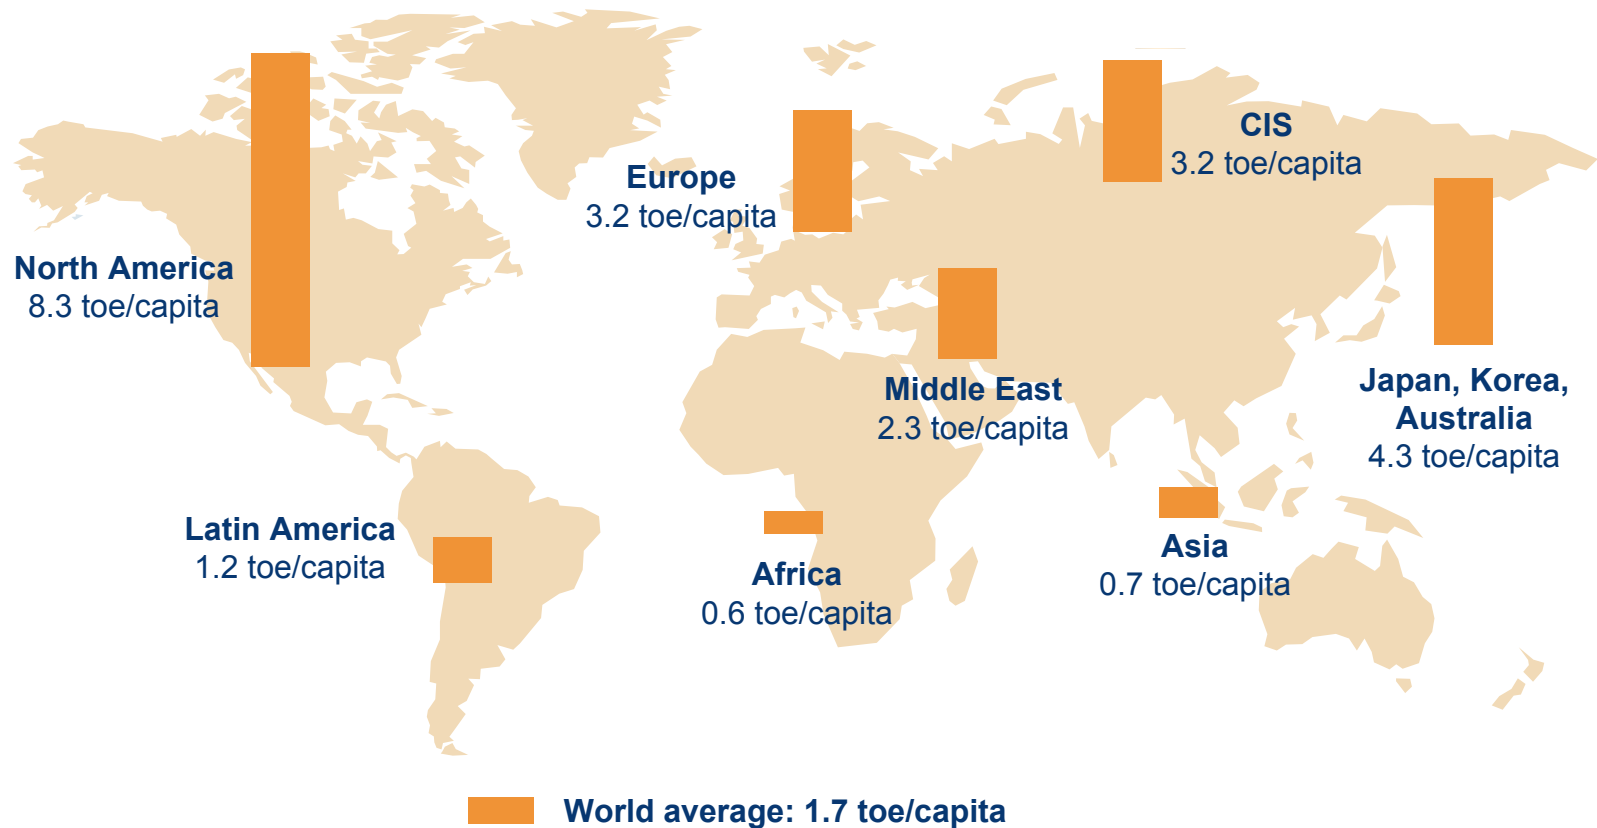 CIS
3.2 toe/capita
Europe
3.2 toe/capita
North America
8.3 toe/capita
Middle East
2.3 toe/capita
Japan, Korea,
Australia
4.3 toe/capita
Latin America
1.2 toe/capita
Africa
0.6 toe/capita
Asia
0.7 toe/capita
World average: 1.7 toe/capita